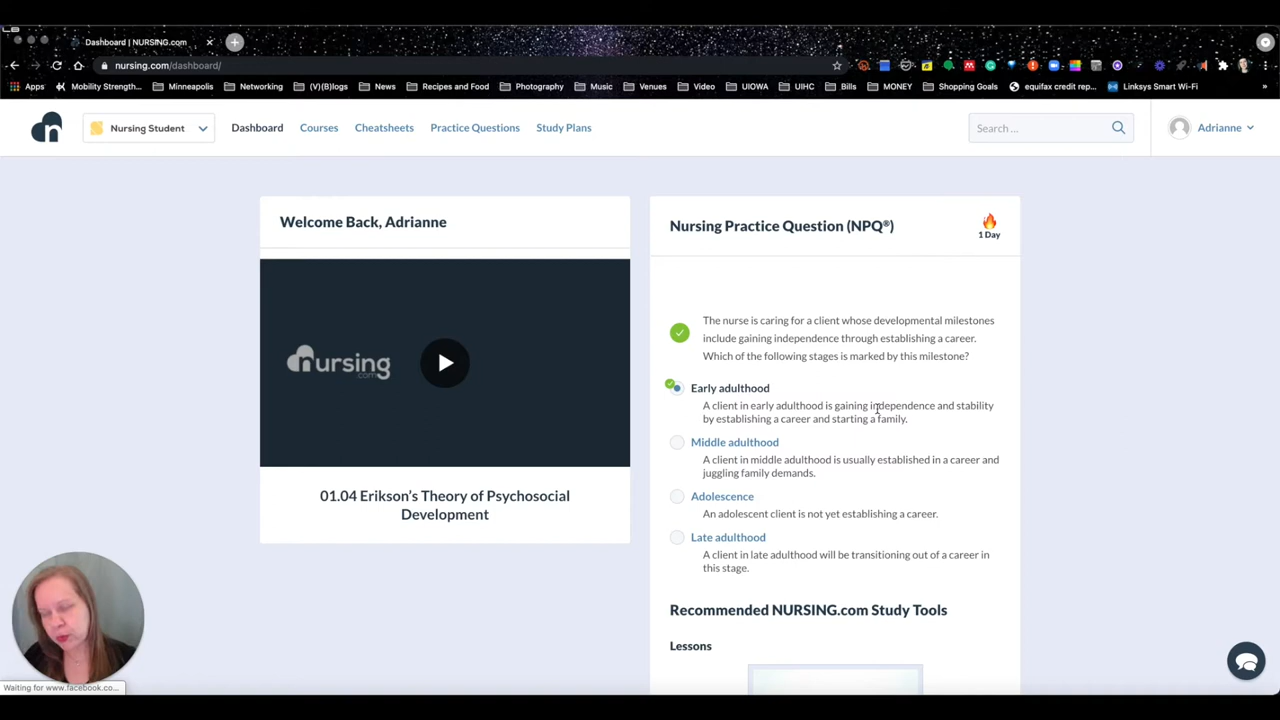 Dashboard | NURSING.com
nursing.com/dashboard/
Apps Mobility Strength... Minneapolis Networking (V)(B)logs News Recipes and Food Photography Music Venues Video UIOWA UIHC Bills MONEY Shopping Goals equifax credit rep... Linksys Smart Wi-Fi »
n Nursing Student Dashboard Courses Cheatsheets Practice Questions Study Plans Search ... Adrianne
Welcome Back, Adrianne
nursing
.com
01.04 Erikson's Theory of Psychosocial
Development
Nursing Practice Question (NPQ®)
1 Day
The nurse is caring for a client whose developmental milestones
include gaining independence through establishing a career.
Which of the following stages is marked by this milestone?
Early adulthood
A client in early adulthood is gaining independence and stability
by establishing a career and starting a family.
Middle adulthood
A client in middle adulthood is usually established in a career and
juggling family demands.
Adolescence
An adolescent client is not yet establishing a career.
Late adulthood
A client in late adulthood will be transitioning out of a career in
this stage.
Recommended NURSING.com Study Tools
Lessons
Waiting for www.facebook.co...